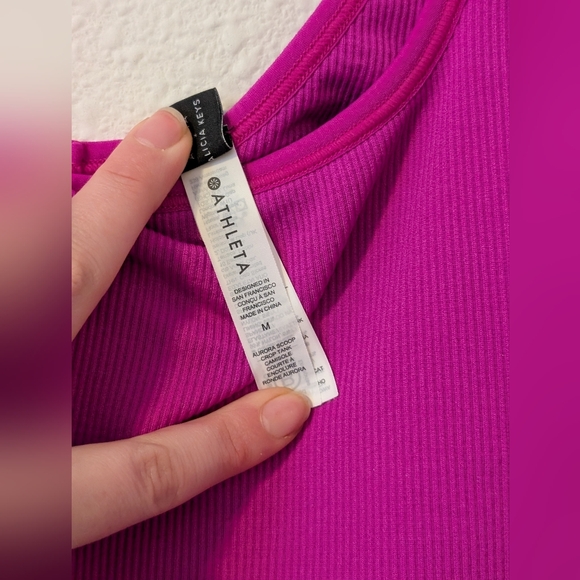 ALICIA KEYS
ATHLETA
DESIGNED IN
SAN FRANCISCO
CONÇU À SAN
FRANCISCO
MADE IN CHINA
M
AURORA SCOOP
CROP TANK
CAMISOLE
COURTE À
ENCOLURE
RONDE AURORA